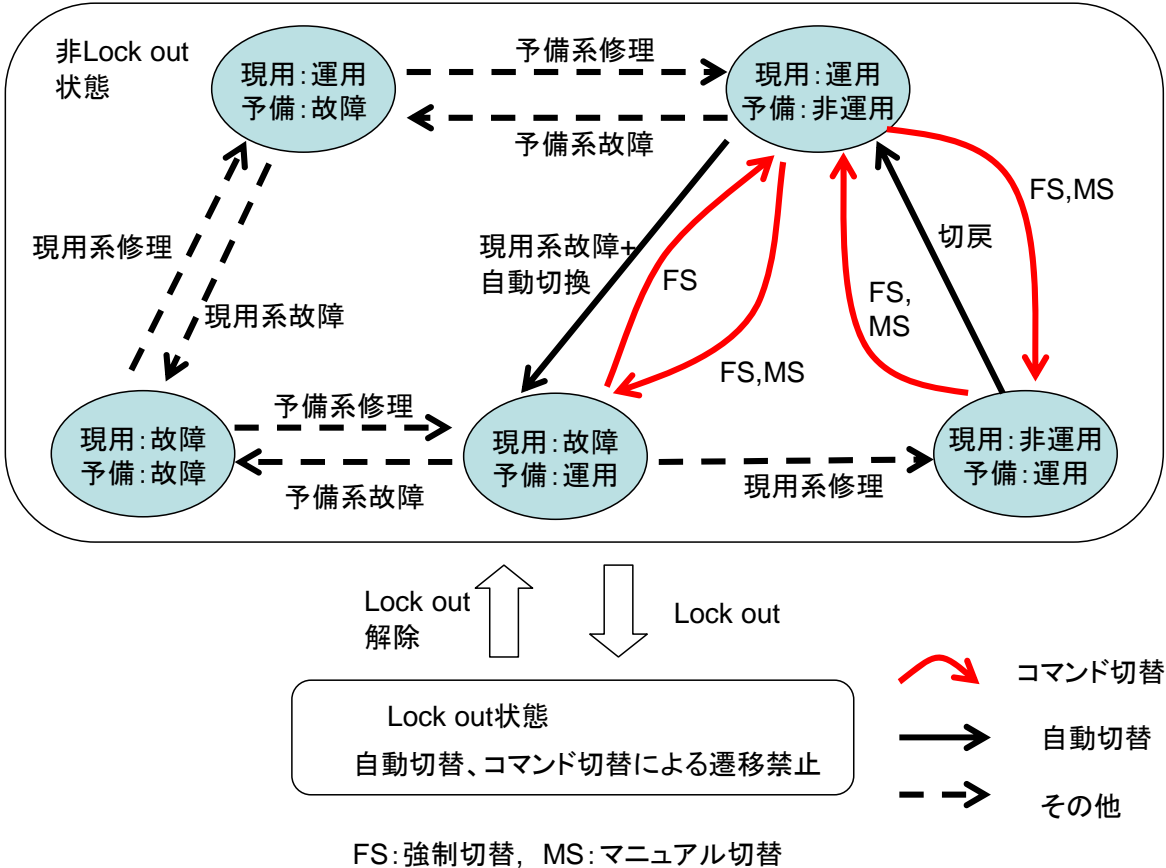 非Lock out
状態
現用：運用
予備：故障
予備系修理
予備系故障
現用：運用
予備：非運用
現用系修理
現用系故障
現用系故障+
自動切換
FS
FS,MS
FS,
MS
切戻
FS,MS
現用：故障
予備：故障
予備系修理
予備系故障
現用：故障
予備：運用
現用系修理
現用：非運用
予備：運用
Lock out
解除
Lock out
Lock out状態
自動切替、コマンド切替による遷移禁止
コマンド切替
自動切替
その他
FS：強制切替， MS：マニュアル切替